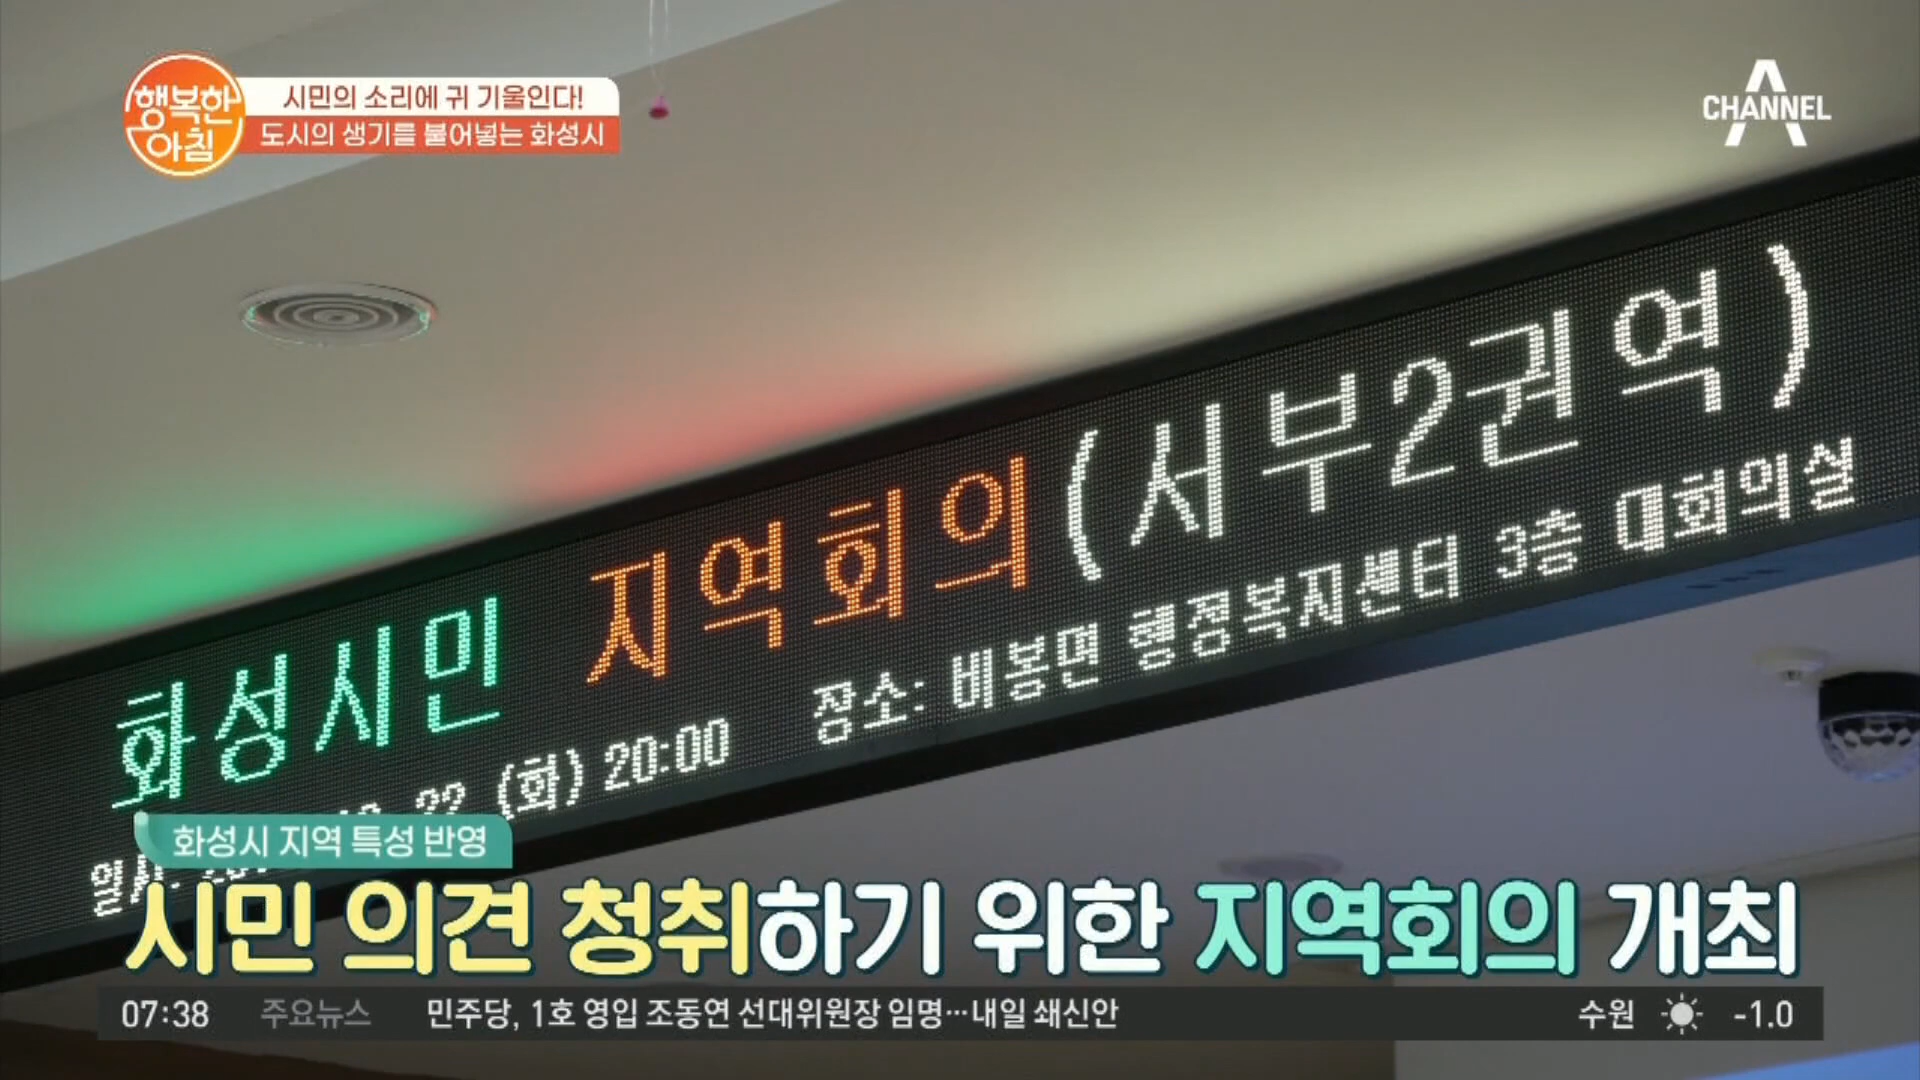 행복한
아침
시민의 소리에 귀 기울인다!
도시의 생기를 불어넣는 화성시
CHANNEL A
화성시민 지역회의(서부2권역)
22 (화) 20:00 장소: 비봉면 행정복지센터 3층 대회의실
화성시 지역 특성 반영
시민 의견 청취하기 위한 지역회의 개최
07:38 주요뉴스 민주당, 1호 영입 조동연 선대위원장 임명…내일 쇄신안 수원 -1.0